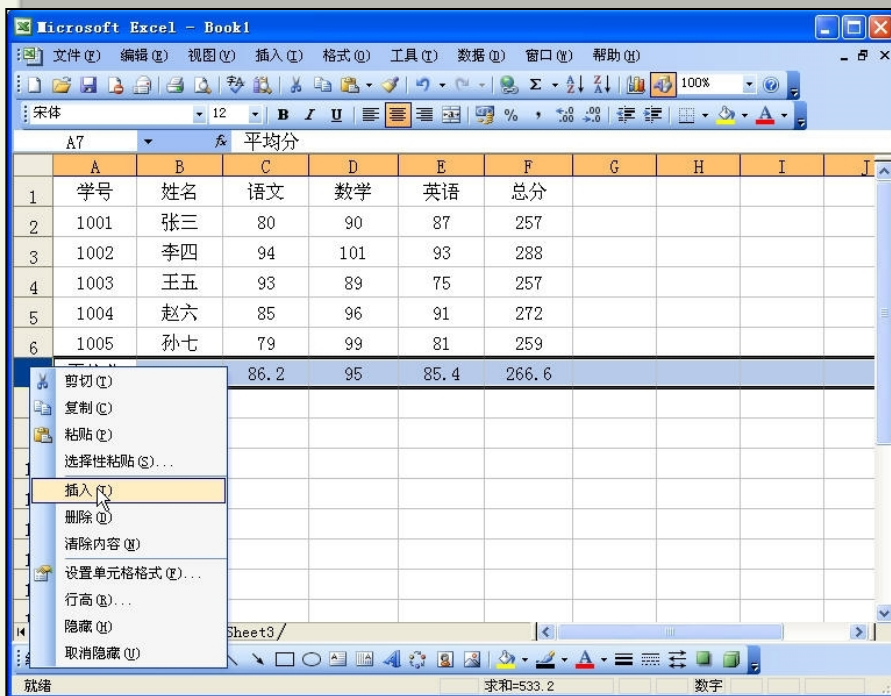 Microsoft Excel - Book1
文件(F) 编辑(E) 视图(V) 插入(I) 格式(O) 工具(T) 数据(D) 窗口(W) 帮助(H)
100%
宋体 12 B I U % ,
A7 fx 平均分
A B C D E F G H I J
1 学号 姓名 语文 数学 英语 总分
2 1001 张三 80 90 87 257
3 1002 李四 94 101 93 288
4 1003 王五 93 89 75 257
5 1004 赵六 85 96 91 272
6 1005 孙七 79 99 81 259
86.2 95 85.4 266.6
剪切(T)
复制(C)
粘贴(P)
选择性粘贴(S)...
插入(I)
删除(D)
清除内容(N)
设置单元格格式(F)...
行高(R)...
隐藏(H)
取消隐藏(U)
Sheet3
就绪 求和=533.2 数字